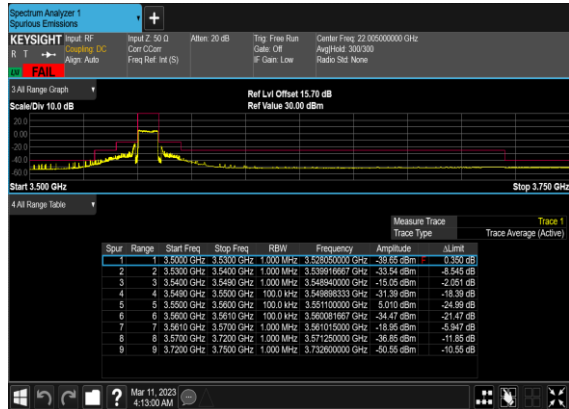 Spectrum Analyzer 1
Spurious Emissions
KEYSIGHT Input: RF Input Z: 50 Ω Atten: 20 dB Trig: Free Run Center Freq: 22.005000000 GHz
R T Coupling: DC Corr CCorr Gate: Off Avg|Hold: 300/300
Align: Auto Freq Ref: Int (S) IF Gain: Low Radio Std: None
FAIL
3 All Range Graph Ref Lvl Offset 15.70 dB
Scale/Div 10.0 dB Ref Value 30.00 dBm
20.0
0.00
-20.0
-40.0
-60.0
Start 3.500 GHz Stop 3.750 GHz
4 All Range Table
Measure Trace Trace 1
Trace Type Trace Average (Active)
Spur Range Start Freq Stop Freq RBW Frequency Amplitude ΔLimit
1 1 3.5000 GHz 3.5300 GHz 1.000 MHz 3.528050000 GHz -39.65 dBm F 0.350 dB
2 2 3.5300 GHz 3.5400 GHz 1.000 MHz 3.539916667 GHz -33.54 dBm -8.545 dB
3 3 3.5400 GHz 3.5490 GHz 1.000 MHz 3.548940000 GHz -15.05 dBm -2.051 dB
4 4 3.5490 GHz 3.5500 GHz 100.0 kHz 3.549898333 GHz -31.39 dBm -18.39 dB
5 5 3.5500 GHz 3.5600 GHz 100.0 kHz 3.551100000 GHz 5.010 dBm -24.99 dB
6 6 3.5600 GHz 3.5610 GHz 100.0 kHz 3.560081667 GHz -34.47 dBm -21.47 dB
7 7 3.5610 GHz 3.5700 GHz 1.000 MHz 3.561015000 GHz -18.95 dBm -5.947 dB
8 8 3.5700 GHz 3.7200 GHz 1.000 MHz 3.571250000 GHz -36.85 dBm -11.85 dB
9 9 3.7200 GHz 3.7500 GHz 1.000 MHz 3.732600000 GHz -50.55 dBm -10.55 dB
Mar 11, 2023
4:13:00 AM